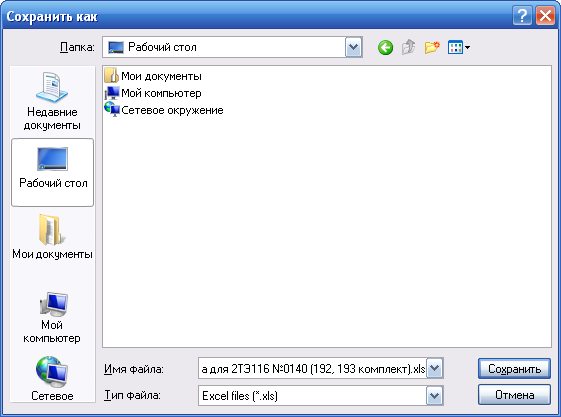 Сохранить как
Папка:
Рабочий стол
Недавние
документы
Рабочий стол
Мои документы
Мой
компьютер
Сетевое
Мои документы
Мой компьютер
Сетевое окружение
Имя файла:
а для 2ТЭ116 №0140 (192, 193 комплект).xls
Сохранить
Тип файла:
Excel files (*.xls)
Отмена